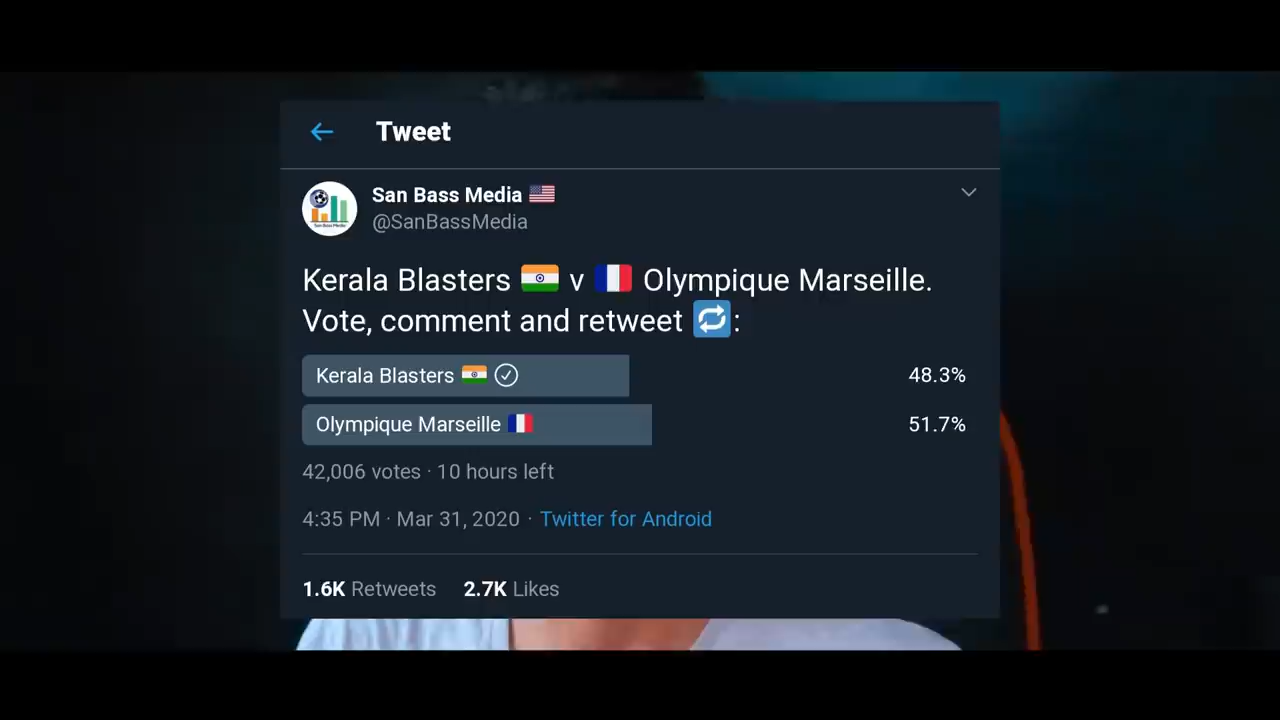 Tweet
San Bass Media 🇺🇸
@SanBassMedia
Kerala Blasters 🇮🇳 v 🇫🇷 Olympique Marseille.
Vote, comment and retweet 🔁:
Kerala Blasters 🇮🇳 48.3%
Olympique Marseille 🇫🇷 51.7%
42,006 votes · 10 hours left
4:35 PM · Mar 31, 2020 · Twitter for Android
1.6K Retweets 2.7K Likes